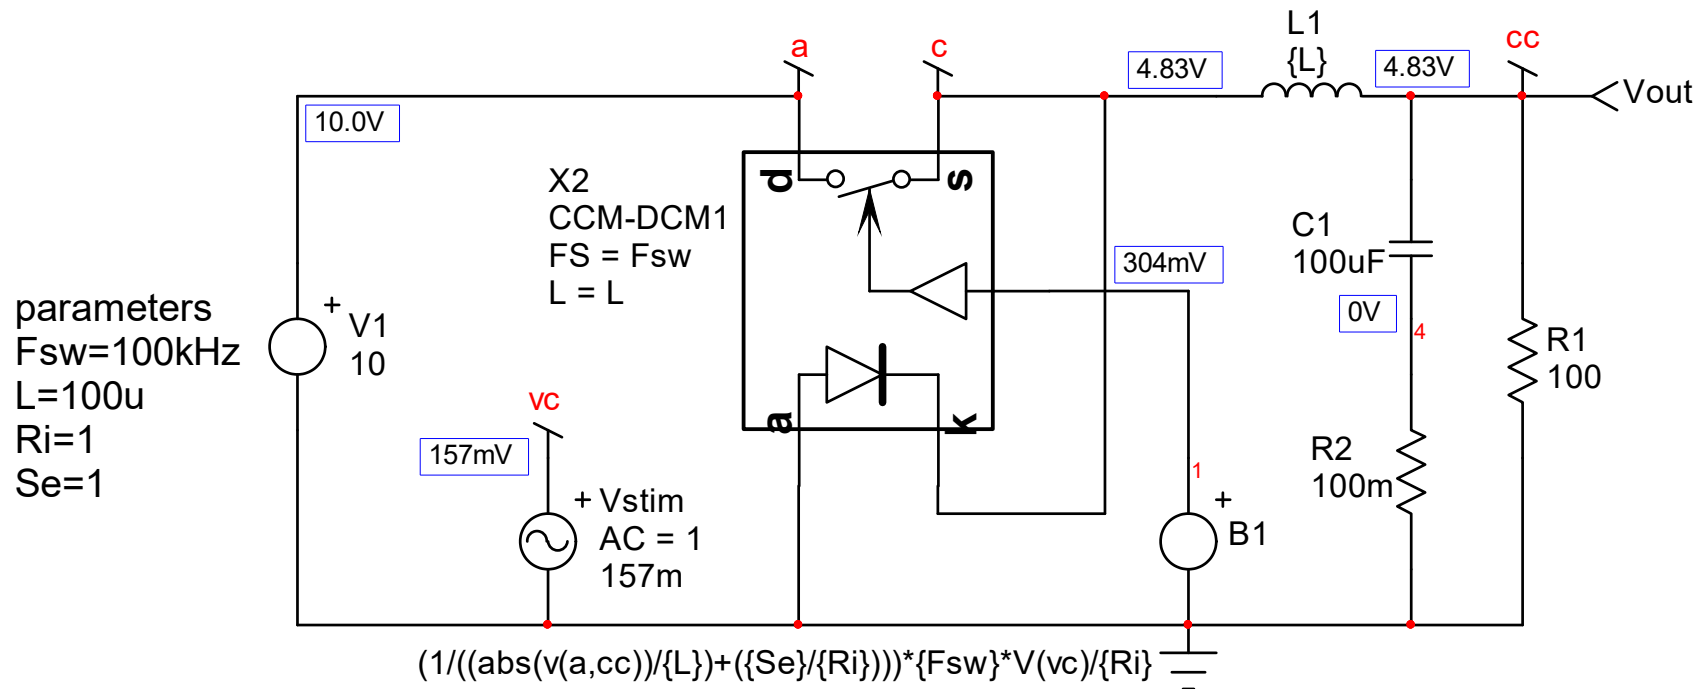 a
c
L1
{L}
cc
4.83V
4.83V
Vout
10.0V
d
s
X2
CCM-DCM1
FS = Fsw
L = L
C1
100uF
304mV
0V
4
parameters
Fsw=100kHz
L=100u
Ri=1
Se=1
+
V1
10
R1
100
vc
157mV
a
k
R2
100m
1
+
Vstim
AC = 1
157m
+
B1
(1/((abs(v(a,cc))/{L})+({Se}/{Ri})))*{Fsw}*V(vc)/{Ri}